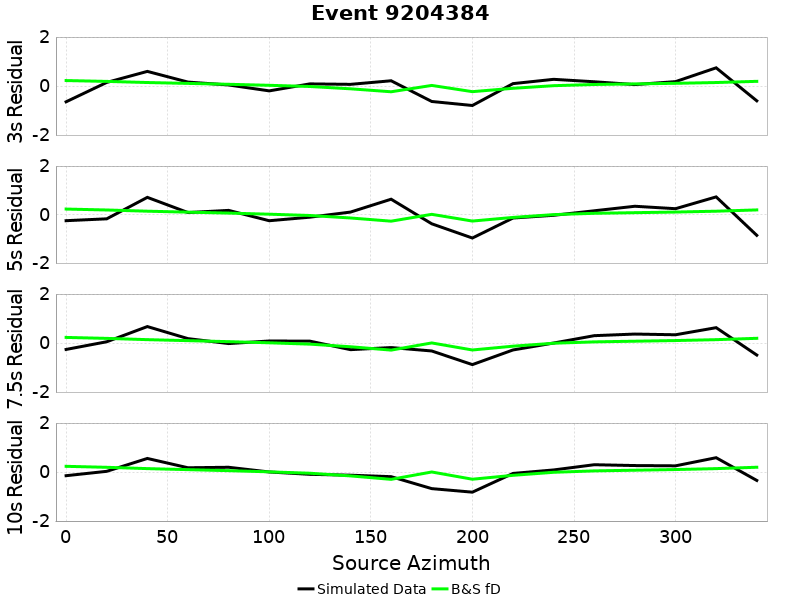 Event 9204384
3s Residual
2
0
-2
5s Residual
2
0
-2
7.5s Residual
2
0
-2
10s Residual
2
0
-2
0 50 100 150 200 250 300
Source Azimuth
Simulated Data B&S fD